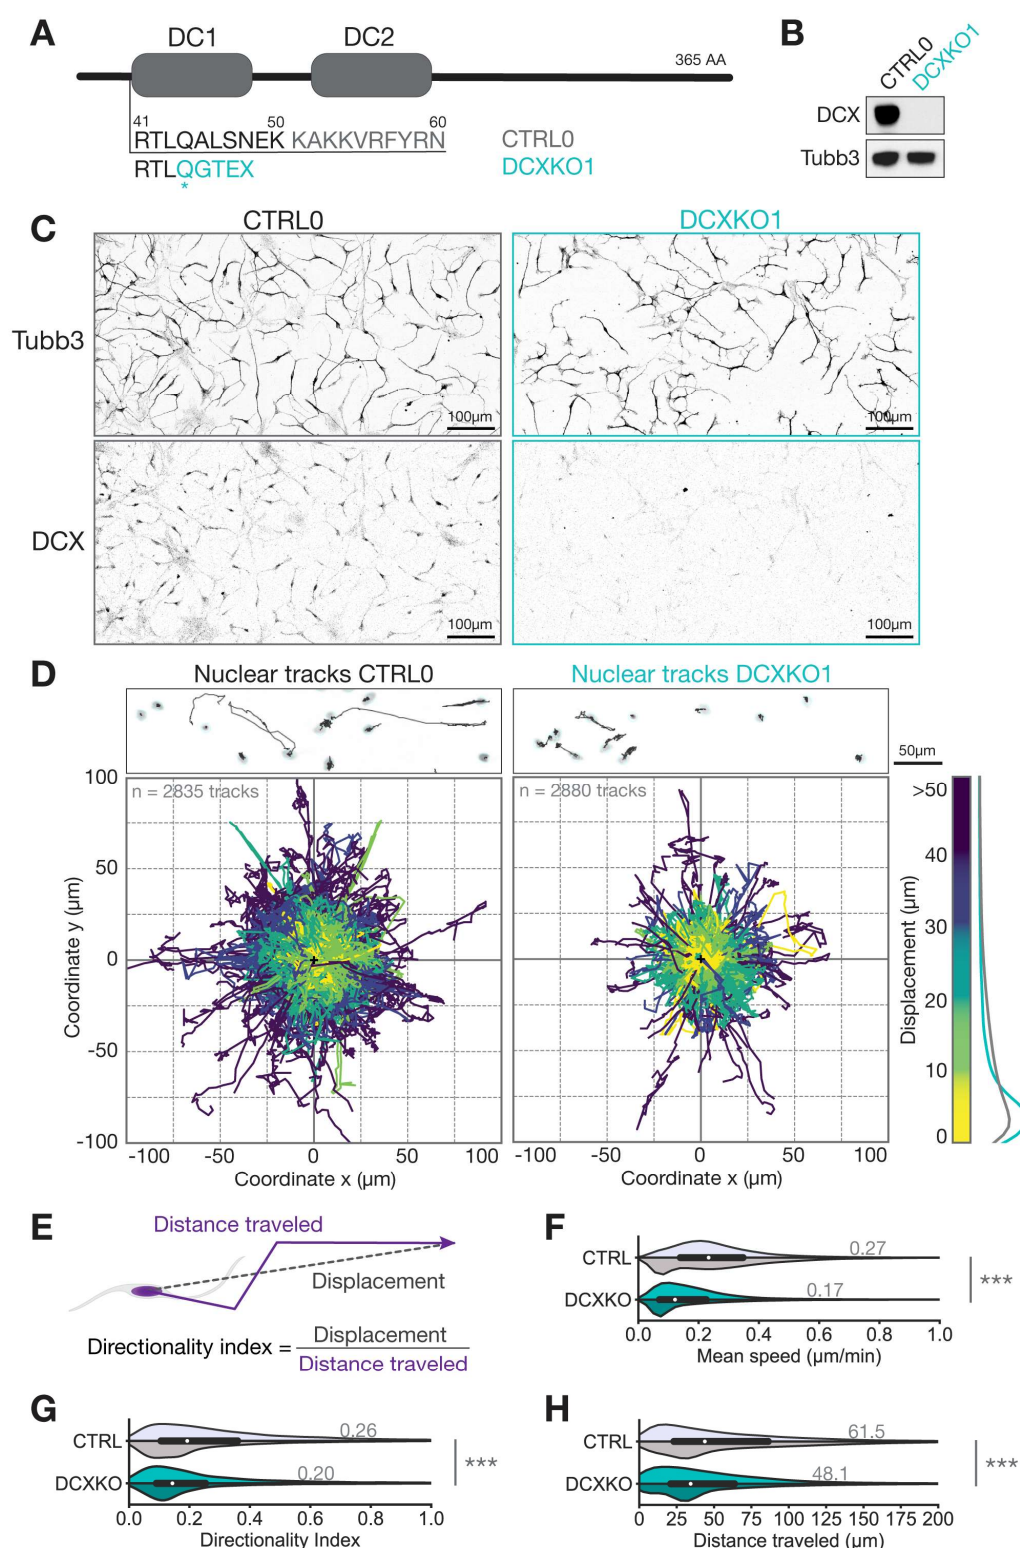 A
DC1
DC2
365 AA
41
50
60
RTLQALSNEK KAKKVRFYRN
CTRL0
RTLQGTEX
*
DCXKO1
B
CTRL0
DCXKO1
DCX
Tubb3
C
CTRL0
DCXKO1
Tubb3
100µm
100µm
DCX
100µm
100µm
D
Nuclear tracks CTRL0
Nuclear tracks DCXKO1
50µm
n = 2835 tracks
n = 2880 tracks
100
50
0
-50
-100
Coordinate y (µm)
-100
-50
0
50
100
Coordinate x (µm)
-100
-50
0
50
100
Coordinate x (µm)
Displacement (µm)
>50
40
30
20
10
0
E
Distance traveled
Displacement
Directionality index = Displacement
Distance traveled
F
CTRL
0.27
DCXKO
0.17
***
0.0 0.2 0.4 0.6 0.8 1.0
Mean speed (µm/min)
G
CTRL
0.26
DCXKO
0.20
***
0.0 0.2 0.4 0.6 0.8 1.0
Directionality Index
H
CTRL
61.5
DCXKO
48.1
***
0 25 50 75 100 125 150 175 200
Distance traveled (µm)